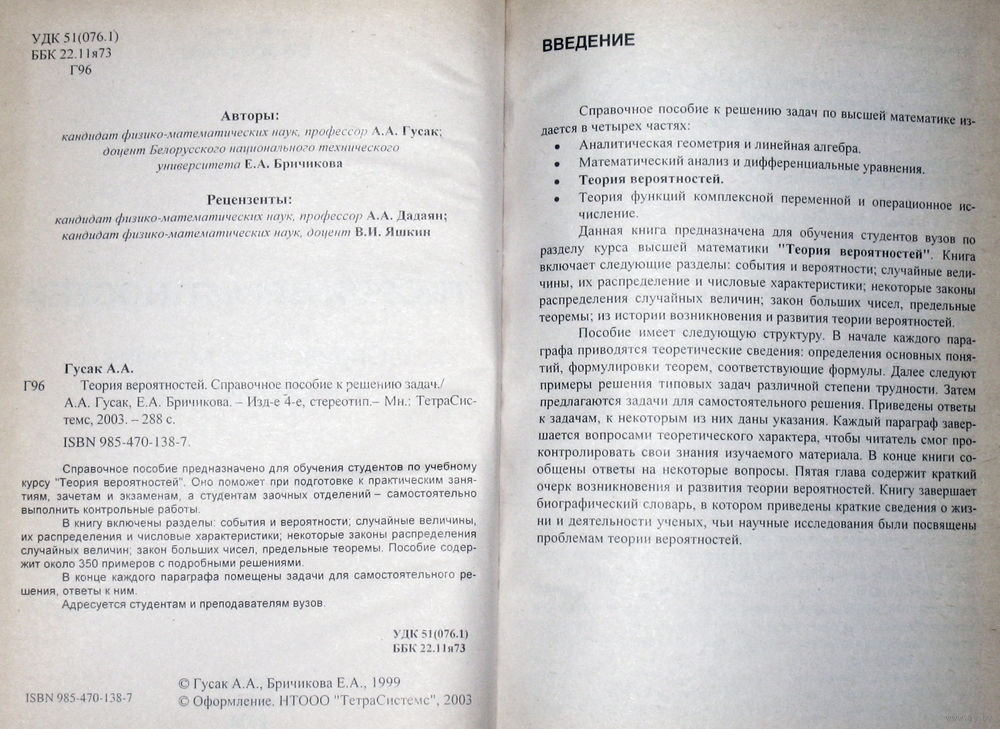 УДК 51(076.1)
ББК 22.11я73
Г96
Авторы:
кандидат физико-математических наук, профессор А.А. Гусак;
доцент Белорусского национального технического
университета Е.А. Бричикова
Рецензенты:
кандидат физико-математических наук, профессор А.А. Дадаян;
кандидат физико-математических наук, доцент В.И. Яшкин
Гусак А.А.
Г96 Теория вероятностей. Справочное пособие к решению задач./
А.А. Гусак, Е.А. Бричикова. – Изд-е 4-е, стереотип.– Мн.: ТетраСис-
темс, 2003. – 288 с.
ISBN 985-470-138-7.
Справочное пособие предназначено для обучения студентов по учебному
курсу "Теория вероятностей". Оно поможет при подготовке к практическим заня-
тиям, зачетам и экзаменам, а студентам заочных отделений – самостоятельно
выполнить контрольные работы.
В книгу включены разделы: события и вероятности; случайные величины,
их распределения и числовые характеристики; некоторые законы распределения
случайных величин; закон больших чисел, предельные теоремы. Пособие содер-
жит около 350 примеров с подробными решениями.
В конце каждого параграфа помещены задачи для самостоятельного ре-
шения, ответы к ним.
Адресуется студентам и преподавателям вузов.
УДК 51(076.1)
ББК 22.11я73
ISBN 985-470-138-7
© Гусак А.А., Бричикова Е.А., 1999
© Оформление. НТООО "ТетраСистемс", 2003
ВВЕДЕНИЕ
Справочное пособие к решению задач по высшей математике из-
дается в четырех частях:
• Аналитическая геометрия и линейная алгебра.
• Математический анализ и дифференциальные уравнения.
• Теория вероятностей.
• Теория функций комплексной переменной и операционное ис-
числение.
Данная книга предназначена для обучения студентов вузов по
разделу курса высшей математики "Теория вероятностей". Книга
включает следующие разделы: события и вероятности; случайные вели-
чины, их распределение и числовые характеристики; некоторые законы
распределения случайных величин; закон больших чисел, предельные
теоремы; из истории возникновения и развития теории вероятностей.
Пособие имеет следующую структуру. В начале каждого пара-
графа приводятся теоретические сведения: определения основных поня-
тий, формулировки теорем, соответствующие формулы. Далее следуют
примеры решения типовых задач различной степени трудности. Затем
предлагаются задачи для самостоятельного решения. Приведены ответы
к задачам, к некоторым из них даны указания. Каждый параграф завер-
шается вопросами теоретического характера, чтобы читатель смог про-
контролировать свои знания изучаемого материала. В конце книги со-
общены ответы на некоторые вопросы. Пятая глава содержит краткий
очерк возникновения и развития теории вероятностей. Книгу завершает
биографический словарь, в котором приведены краткие сведения о жиз-
ни и деятельности ученых, чьи научные исследования были посвящены
проблемам теории вероятностей.